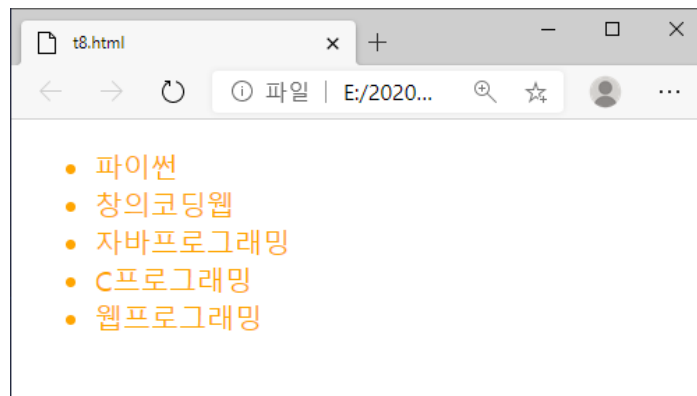 t8.html
파일 E:/2020...
파이썬
창의코딩웹
자바프로그래밍
C프로그래밍
웹프로그래밍